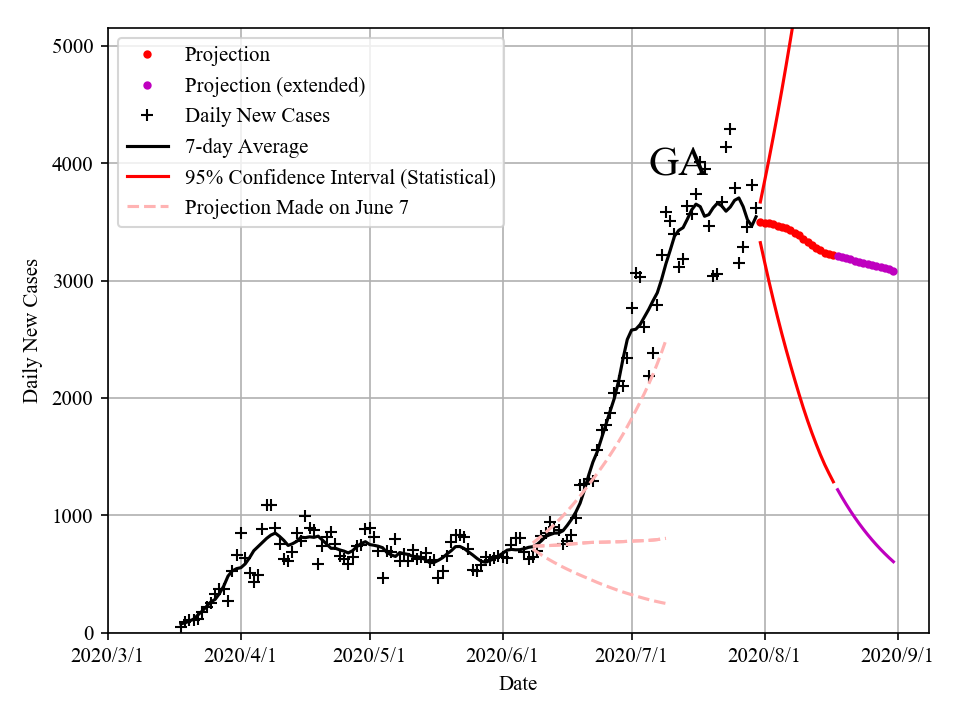 5000
4000
3000
2000
1000
0
Daily New Cases
Projection
Projection (extended)
Daily New Cases
7-day Average
95% Confidence Interval (Statistical)
Projection Made on June 7
GA
2020/3/1 2020/4/1 2020/5/1 2020/6/1 2020/7/1 2020/8/1 2020/9/1
Date